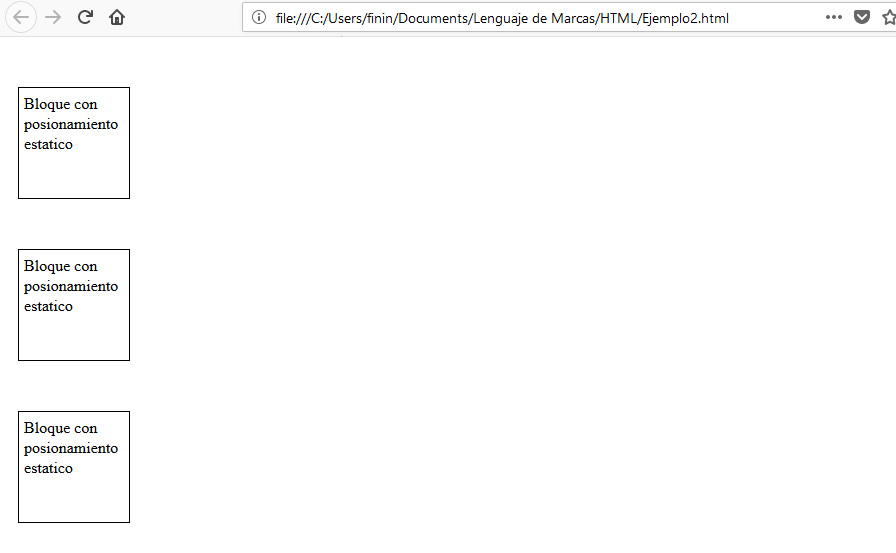 file:///C:/Users/finin/Documents/Lenguaje de Marcas/HTML/Ejemplo2.html
Bloque con
posionamiento
estatico
Bloque con
posionamiento
estatico
Bloque con
posionamiento
estatico